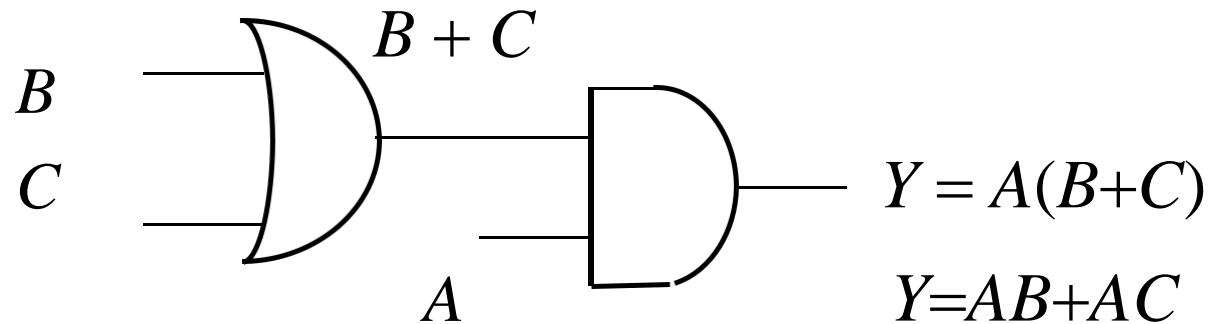 B + C
B
C
Y = A(B+C)
A
Y=AB+AC